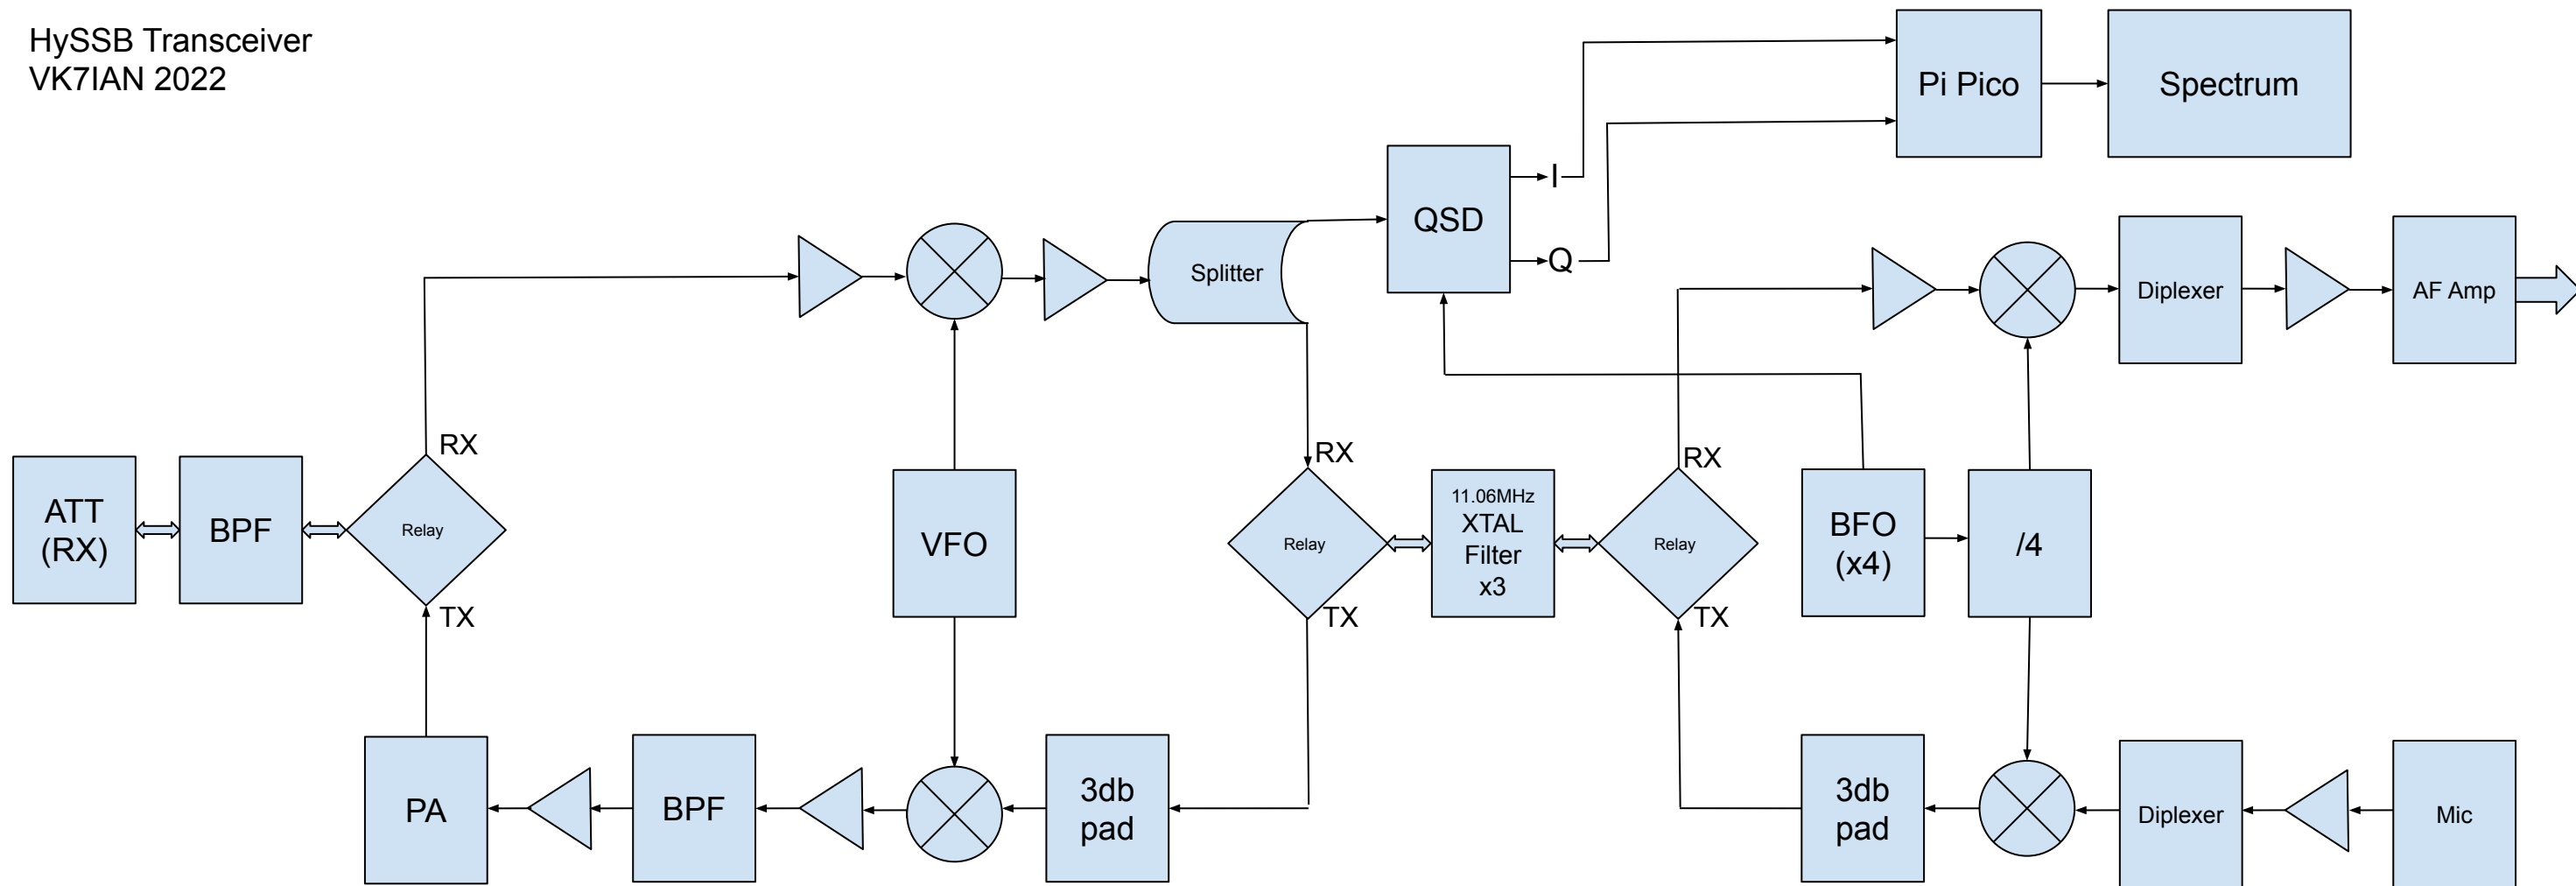 HySSB Transceiver
VK7IAN 2022
Pi Pico
Spectrum
QSD
I
Q
Splitter
Diplexer
AF Amp
RX
RX
RX
ATT
(RX)
BPF
Relay
VFO
Relay
11.06MHz
XTAL
Filter
x3
Relay
BFO
(x4)
/4
TX
TX
TX
PA
BPF
3db
pad
3db
pad
Diplexer
Mic